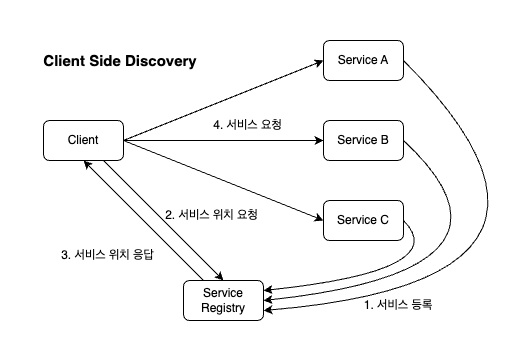 Client Side Discovery
Service A
4. 서비스 요청
Client
Service B
2. 서비스 위치 요청
Service C
3. 서비스 위치 응답
Service
Registry
1. 서비스 등록